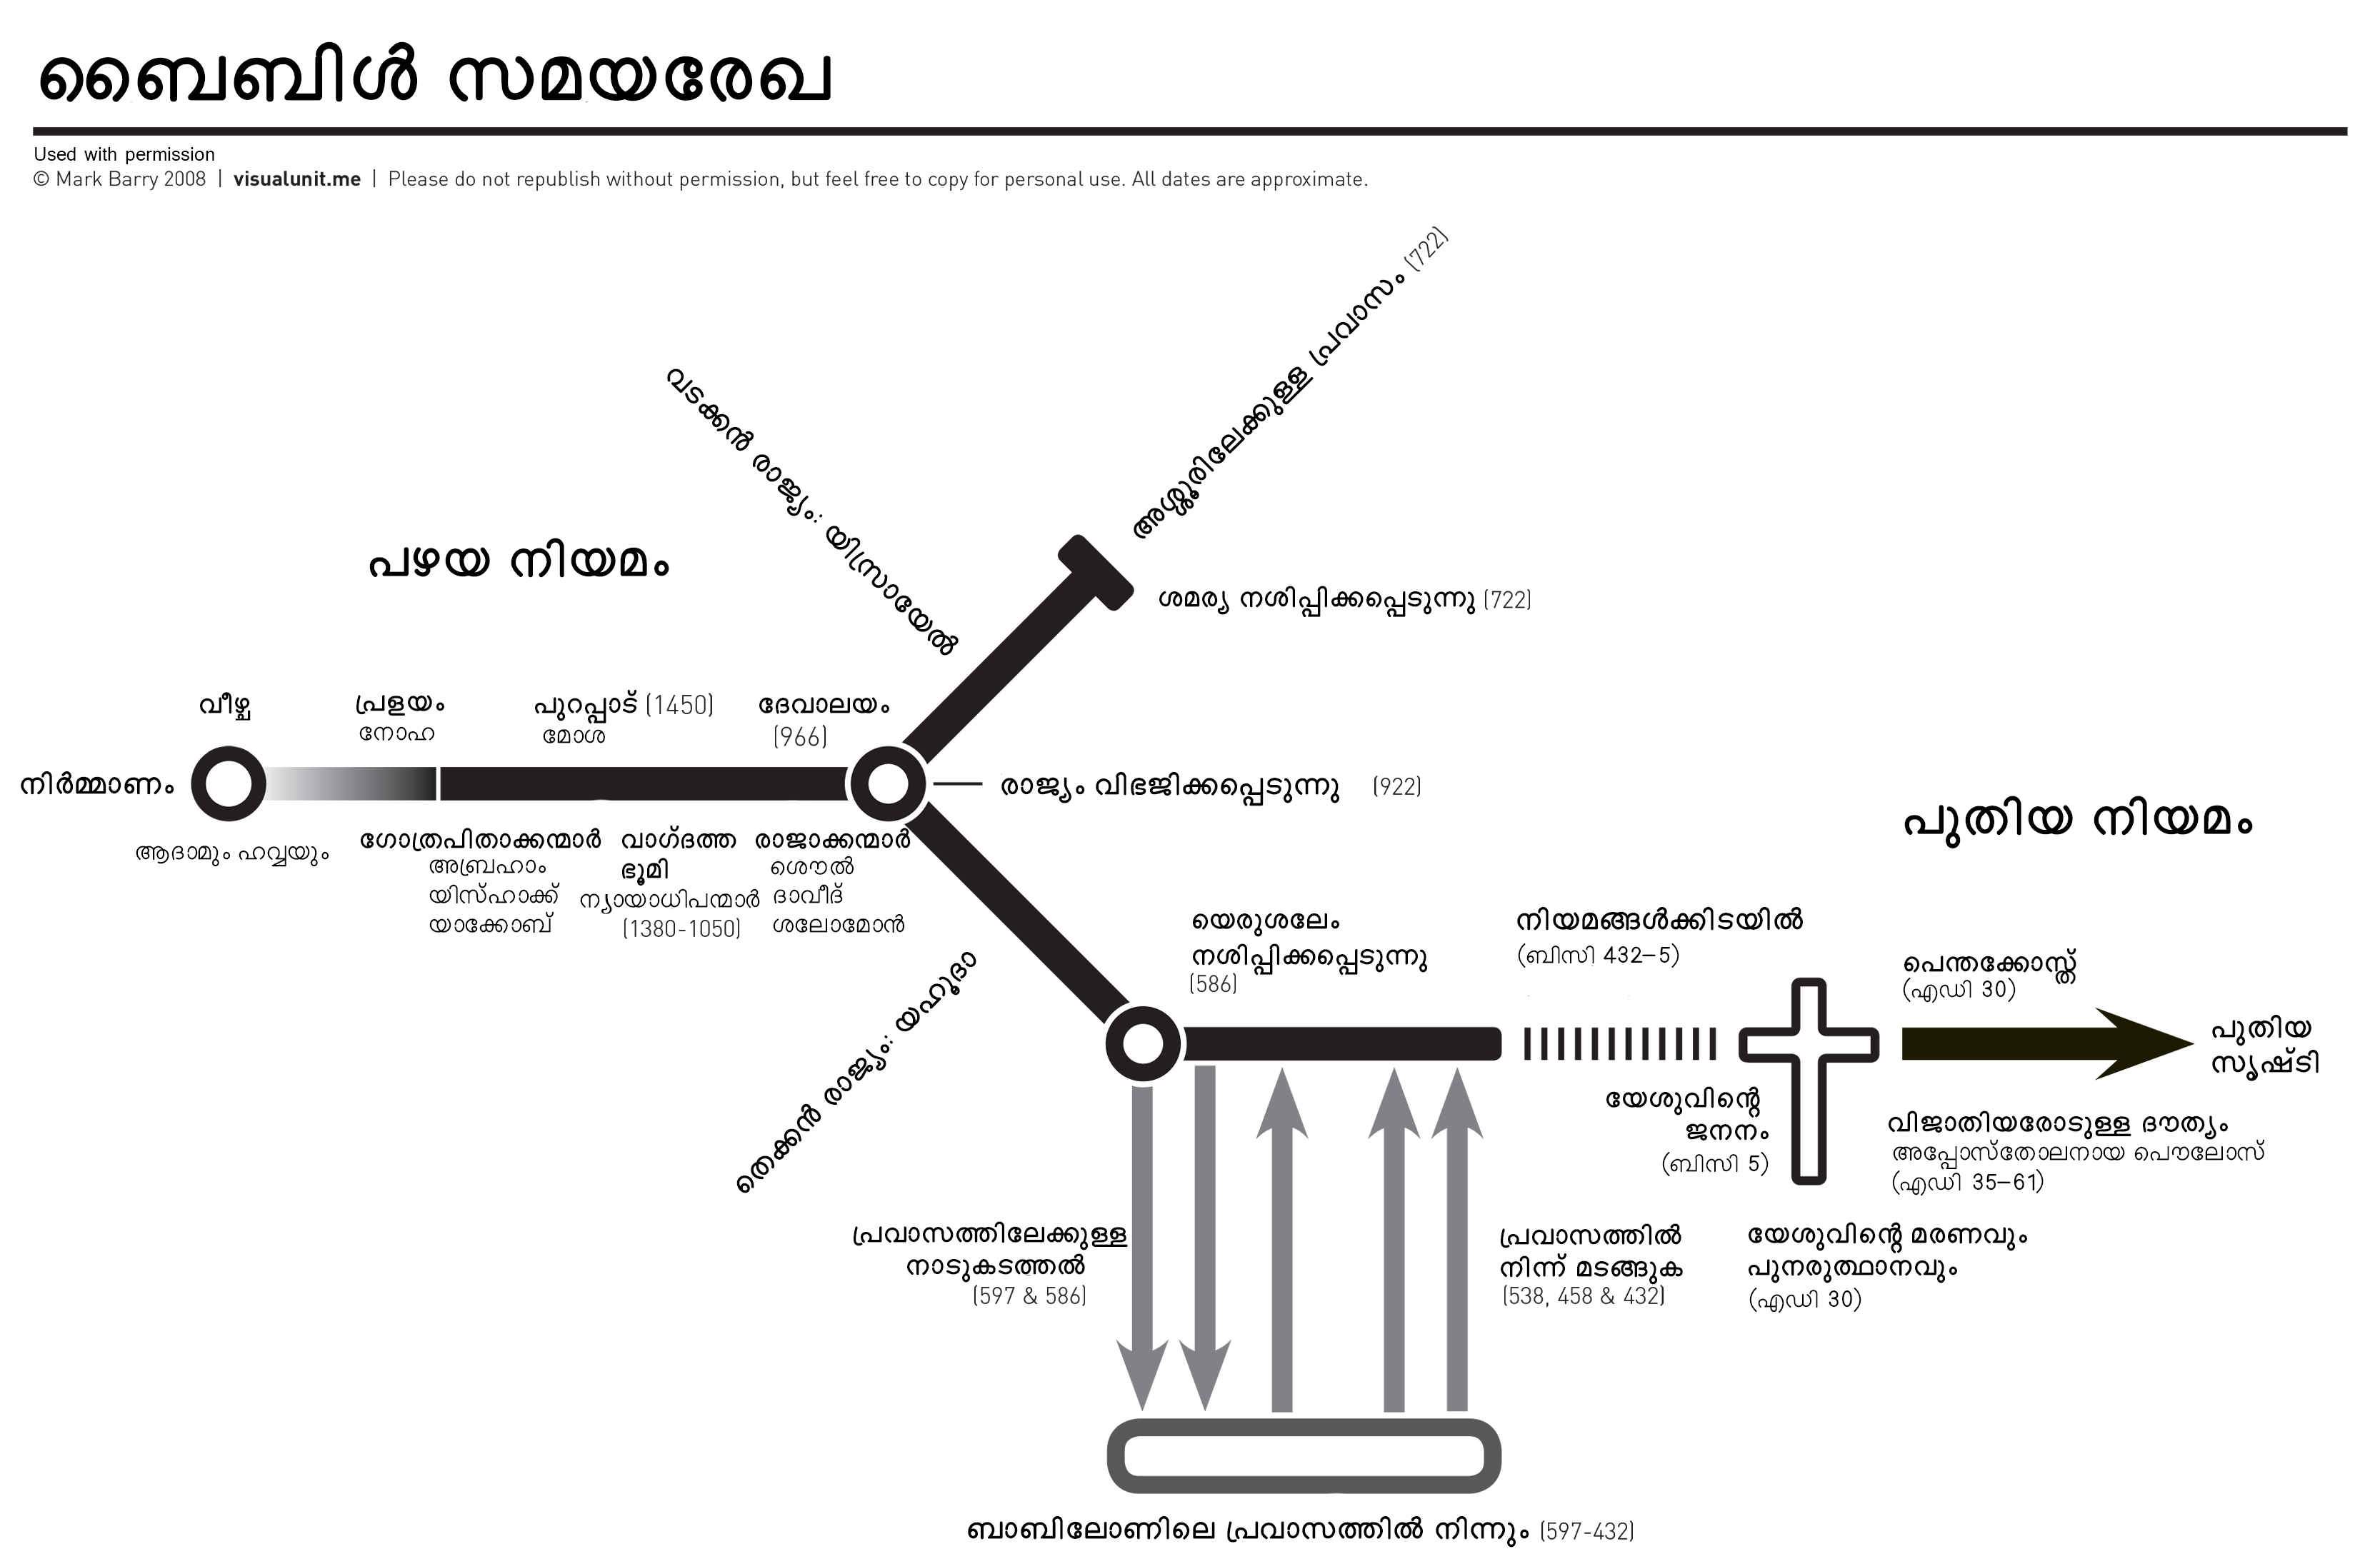 ബൈബിൾ സമയരേഖ
Used with permission
© Mark Barry 2008 | visualunit.me | Please do not republish without permission, but feel free to copy for personal use. All dates are approximate.
പഴയ നിയമം
വടക്കൻ രാജ്യം: യിസ്രായേൽ
അശ്ശൂരിലേക്കുള്ള പ്രവാസം (722)
ശമര്യ നശിപ്പിക്കപ്പെടുന്നു (722)
നിർമ്മാണം
വീഴ്ച
ആദാമും ഹവ്വയും
പ്രളയം
നോഹ
പുറപ്പാട് (1450)
മോശ
ദേവാലയം
(966)
ഗോത്രപിതാക്കന്മാർ
അബ്രഹാം
യിസ്ഹാക്ക്
യാക്കോബ്
വാഗ്ദത്ത
ഭൂമി
ന്യായാധിപന്മാർ
(1380-1050)
രാജാക്കന്മാർ
ശൌൽ
ദാവീദ്
ശലോമോൻ
രാജ്യം വിഭജിക്കപ്പെടുന്നു (922)
തെക്കൻ രാജ്യം: യഹൂദാ
യെരുശലേം
നശിപ്പിക്കപ്പെടുന്നു
(586)
പ്രവാസത്തിലേക്കുള്ള
നാടുകടത്തൽ
(597 & 586)
പ്രവാസത്തിൽ
നിന്ന് മടങ്ങുക
(538, 458 & 432)
ബാബിലോണിലെ പ്രവാസത്തിൽ നിന്നും (597-432)
പുതിയ നിയമം
നിയമങ്ങൾക്കിടയിൽ
(ബിസി 432–5)
യേശുവിന്റെ
ജനനം
(ബിസി 5)
യേശുവിന്റെ മരണവും
പുനരുത്ഥാനവും
(എഡി 30)
പെന്തക്കോസ്ത്
(എഡി 30)
പുതിയ
സൃഷ്ടി
വിജാതിയരോടുള്ള ദൗത്യം
അപ്പോസ്തോലനായ പൌലോസ്
(എഡി 35–61)